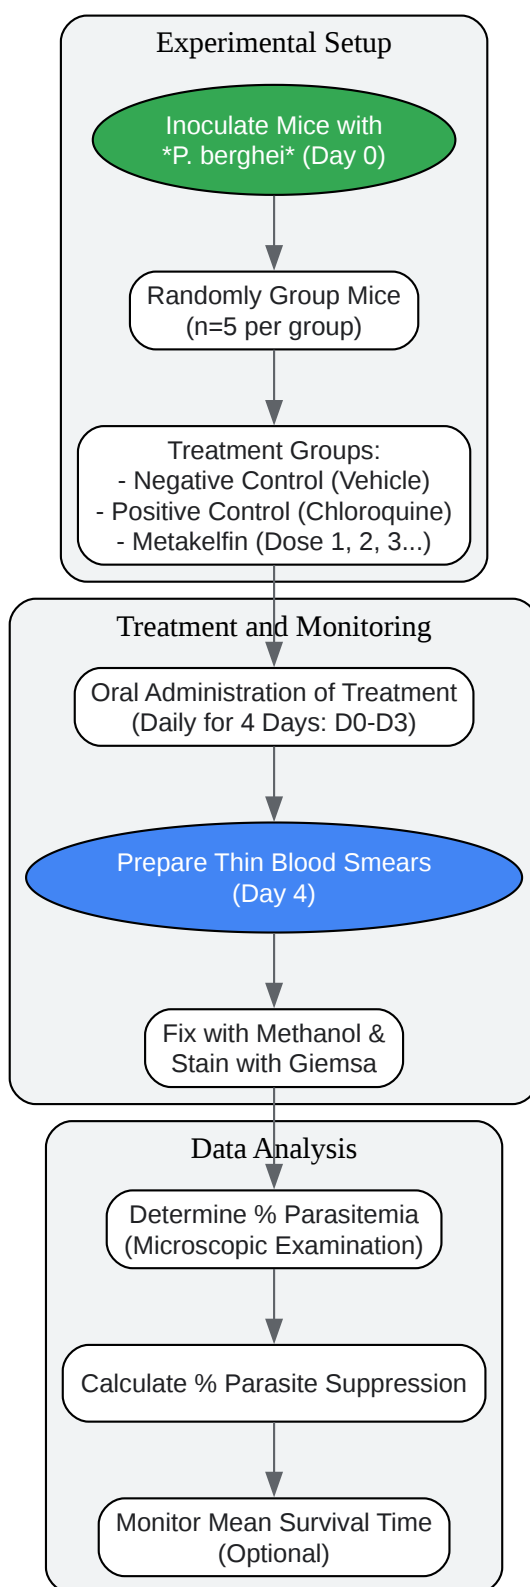 Experimental Setup
Inoculate Mice with
*P. berghei* (Day 0)
Randomly Group Mice
(n=5 per group)
Treatment Groups:
- Negative Control (Vehicle)
- Positive Control (Chloroquine)
- Metakelfin (Dose 1, 2, 3...)
Treatment and Monitoring
Oral Administration of Treatment
(Daily for 4 Days: D0-D3)
Prepare Thin Blood Smears
(Day 4)
Fix with Methanol &
Stain with Giemsa
Data Analysis
Determine % Parasitemia
(Microscopic Examination)
Calculate % Parasite Suppression
Monitor Mean Survival Time
(Optional)